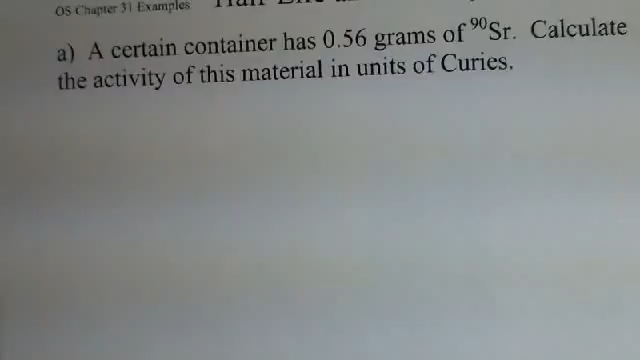 OS Chapter 31 Examples
a) A certain container has 0.56 grams of ⁹⁰Sr. Calculate
the activity of this material in units of Curies.